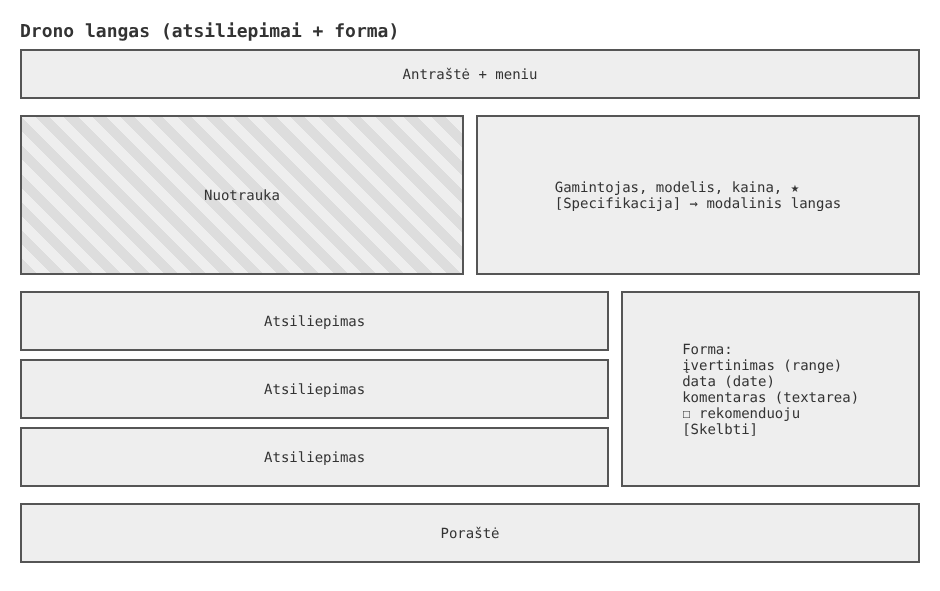 Drono langas (atsiliepimai + forma)
Antraštė + meniu
Nuotrauka
Gamintojas, modelis, kaina, ★
[Specifikacija] → modalinis langas
Atsiliepimas
Atsiliepimas
Atsiliepimas
Forma:
įvertinimas (range)
data (date)
komentaras (textarea)
☐ rekomenduoju
[Skelbti]
Poraštė